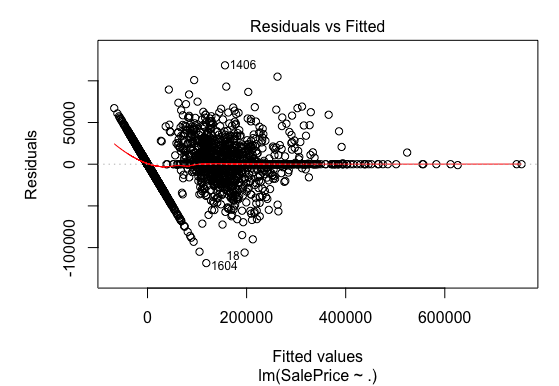 Residuals vs Fitted
1406
50000
0
-100000
Residuals
18
1604
0
200000
400000
600000
Fitted values
lm(SalePrice ~ .)